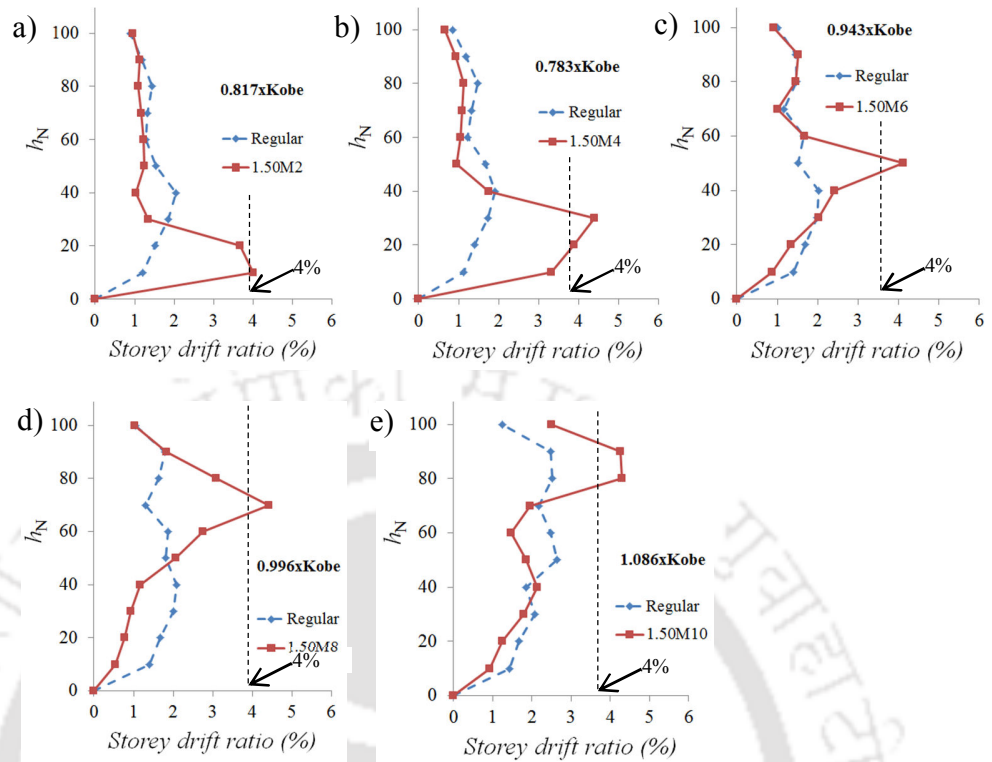 a)
100
80
60
40
20
0
h_N
0.817xKobe
Regular
1.50M2
4%
0 1 2 3 4 5 6
Storey drift ratio (%)
b)
100
80
60
40
20
0
h_N
0.783xKobe
Regular
1.50M4
4%
0 1 2 3 4 5 6
Storey drift ratio (%)
c)
100
80
60
40
20
0
h_N
0.943xKobe
Regular
1.50M6
4%
0 1 2 3 4 5 6
Storey drift ratio (%)
d)
100
80
60
40
20
0
h_N
0.996xKobe
Regular
1.50M8
4%
0 1 2 3 4 5 6
Storey drift ratio (%)
e)
100
80
60
40
20
0
h_N
1.086xKobe
Regular
1.50M10
4%
0 1 2 3 4 5 6
Storey drift ratio (%)